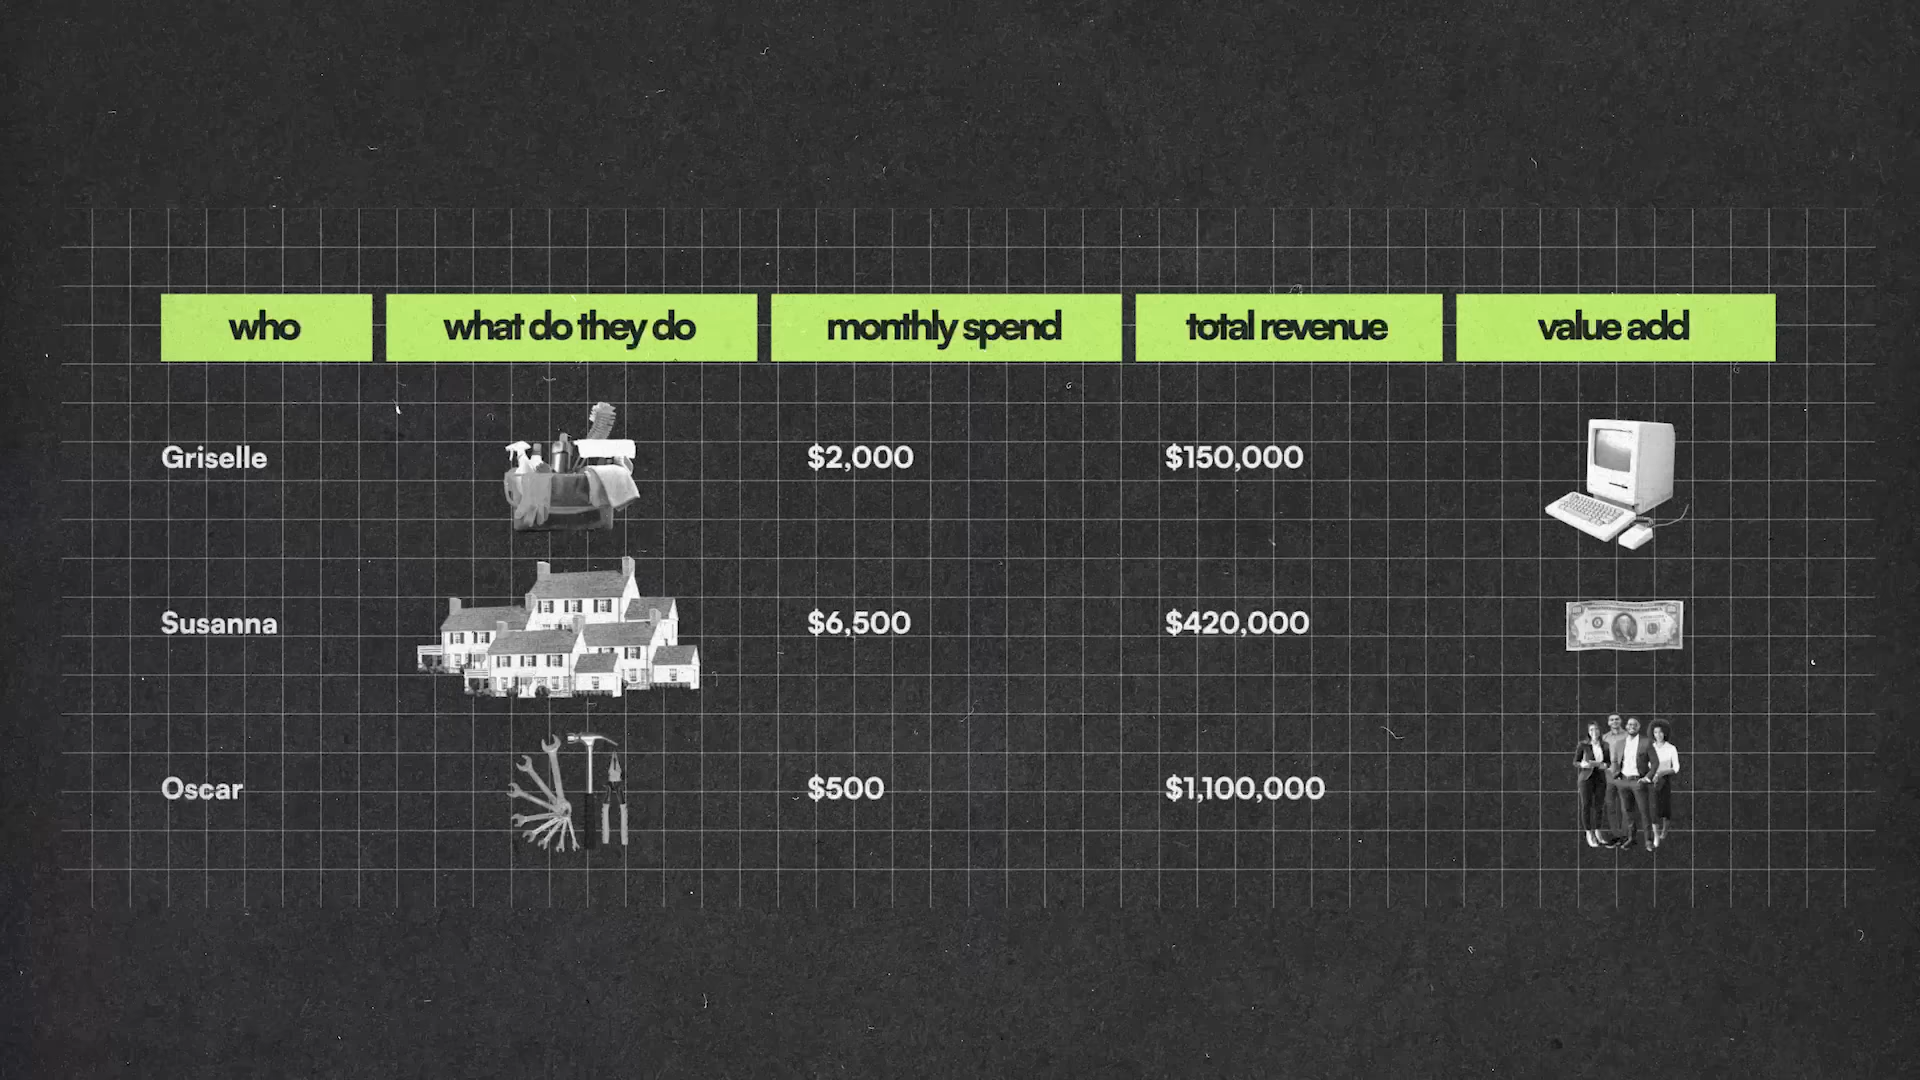 who what do they do monthly spend total revenue value add
Griselle $2,000 $150,000
Susanna $6,500 $420,000
Oscar $500 $1,100,000